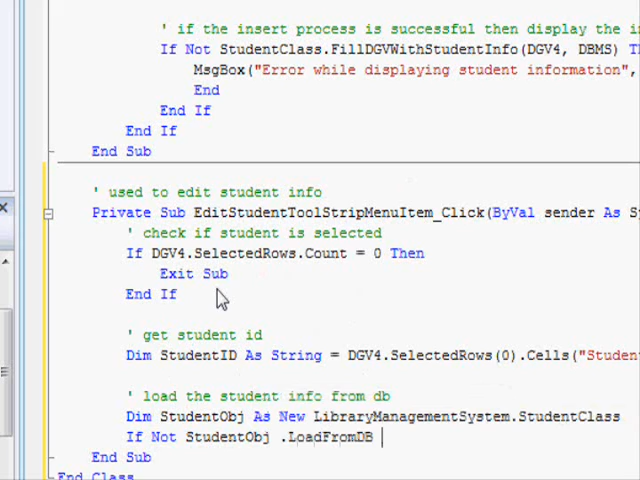 ' if the insert process is successful then display the i
If Not StudentClass.FillDGVWithStudentInfo(DGV4, DBMS) T
MsgBox("Error while displaying student information",
End
End If
End If
End Sub
' used to edit student info
Private Sub EditStudentToolStripMenuItem_Click(ByVal sender As S
' check if student is selected
If DGV4.SelectedRows.Count = 0 Then
Exit Sub
End If
' get student id
Dim StudentID As String = DGV4.SelectedRows(0).Cells("Studen
' load the student info from db
Dim StudentObj As New LibraryManagementSystem.StudentClass
If Not StudentObj .LoadFromDB
End Sub
End Class